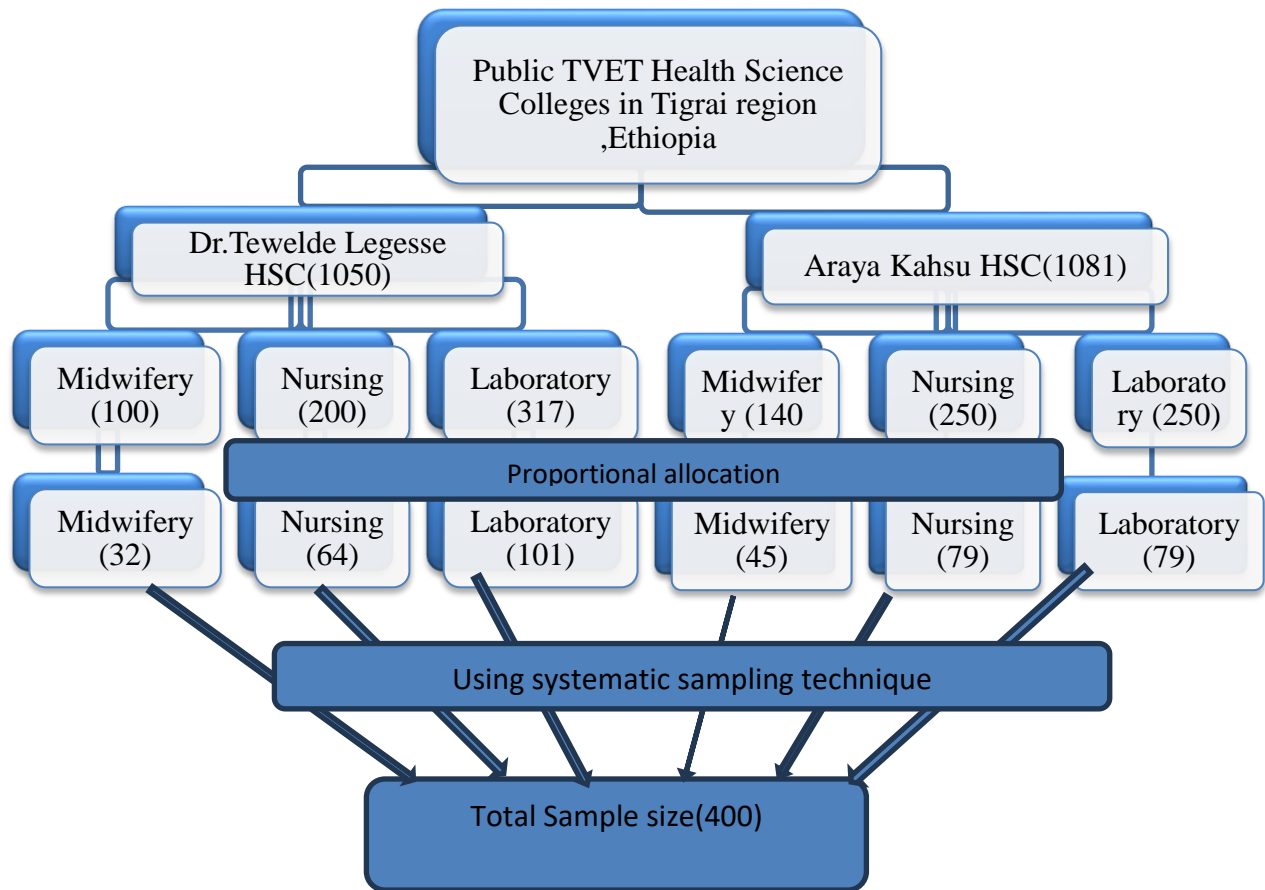 Public TVET Health Science
Colleges in Tigrai region
,Ethiopia
Dr.Tewelde Legesse
HSC(1050)
Araya Kahsu HSC(1081)
Midwifery
(100)
Nursing
(200)
Laboratory
(317)
Midwifer
y (140
Nursing
(250)
Laborato
ry (250)
Proportional allocation
Midwifery
(32)
Nursing
(64)
Laboratory
(101)
Midwifery
(45)
Nursing
(79)
Laboratory
(79)
Using systematic sampling technique
Total Sample size(400)